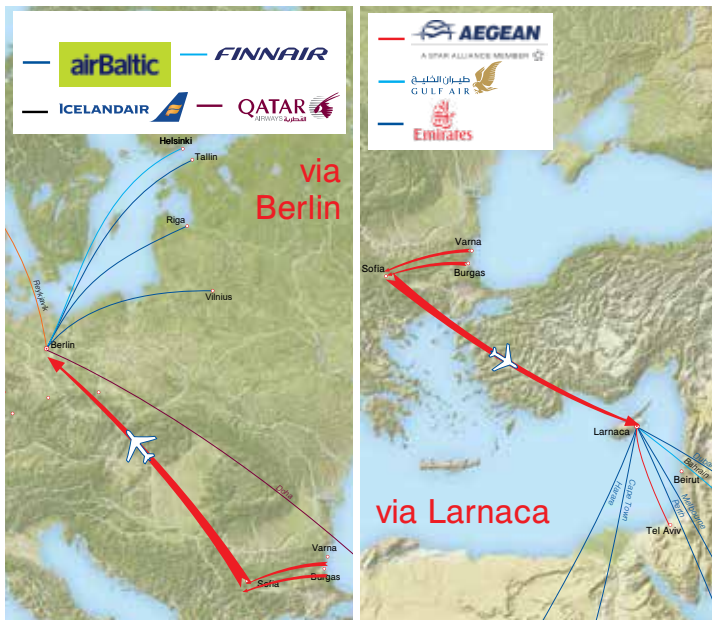 airBaltic
FINNAIR
ICELANDAIR
QATAR
AIRWAYS القطرية
Helsinki
Tallin
via
Berlin
Riga
Reykjavik
Vilnius
Berlin
Doha
Varna
Sofia
Burgas
AEGEAN
A STAR ALLIANCE MEMBER
طيران الخليج
GULF AIR
Emirates
Varna
Sofia
Burgas
Larnaca
Dubai
Bahrain
Beirut
Harare
Cape Town
Perth
Melbourne
via Larnaca
Tel Aviv